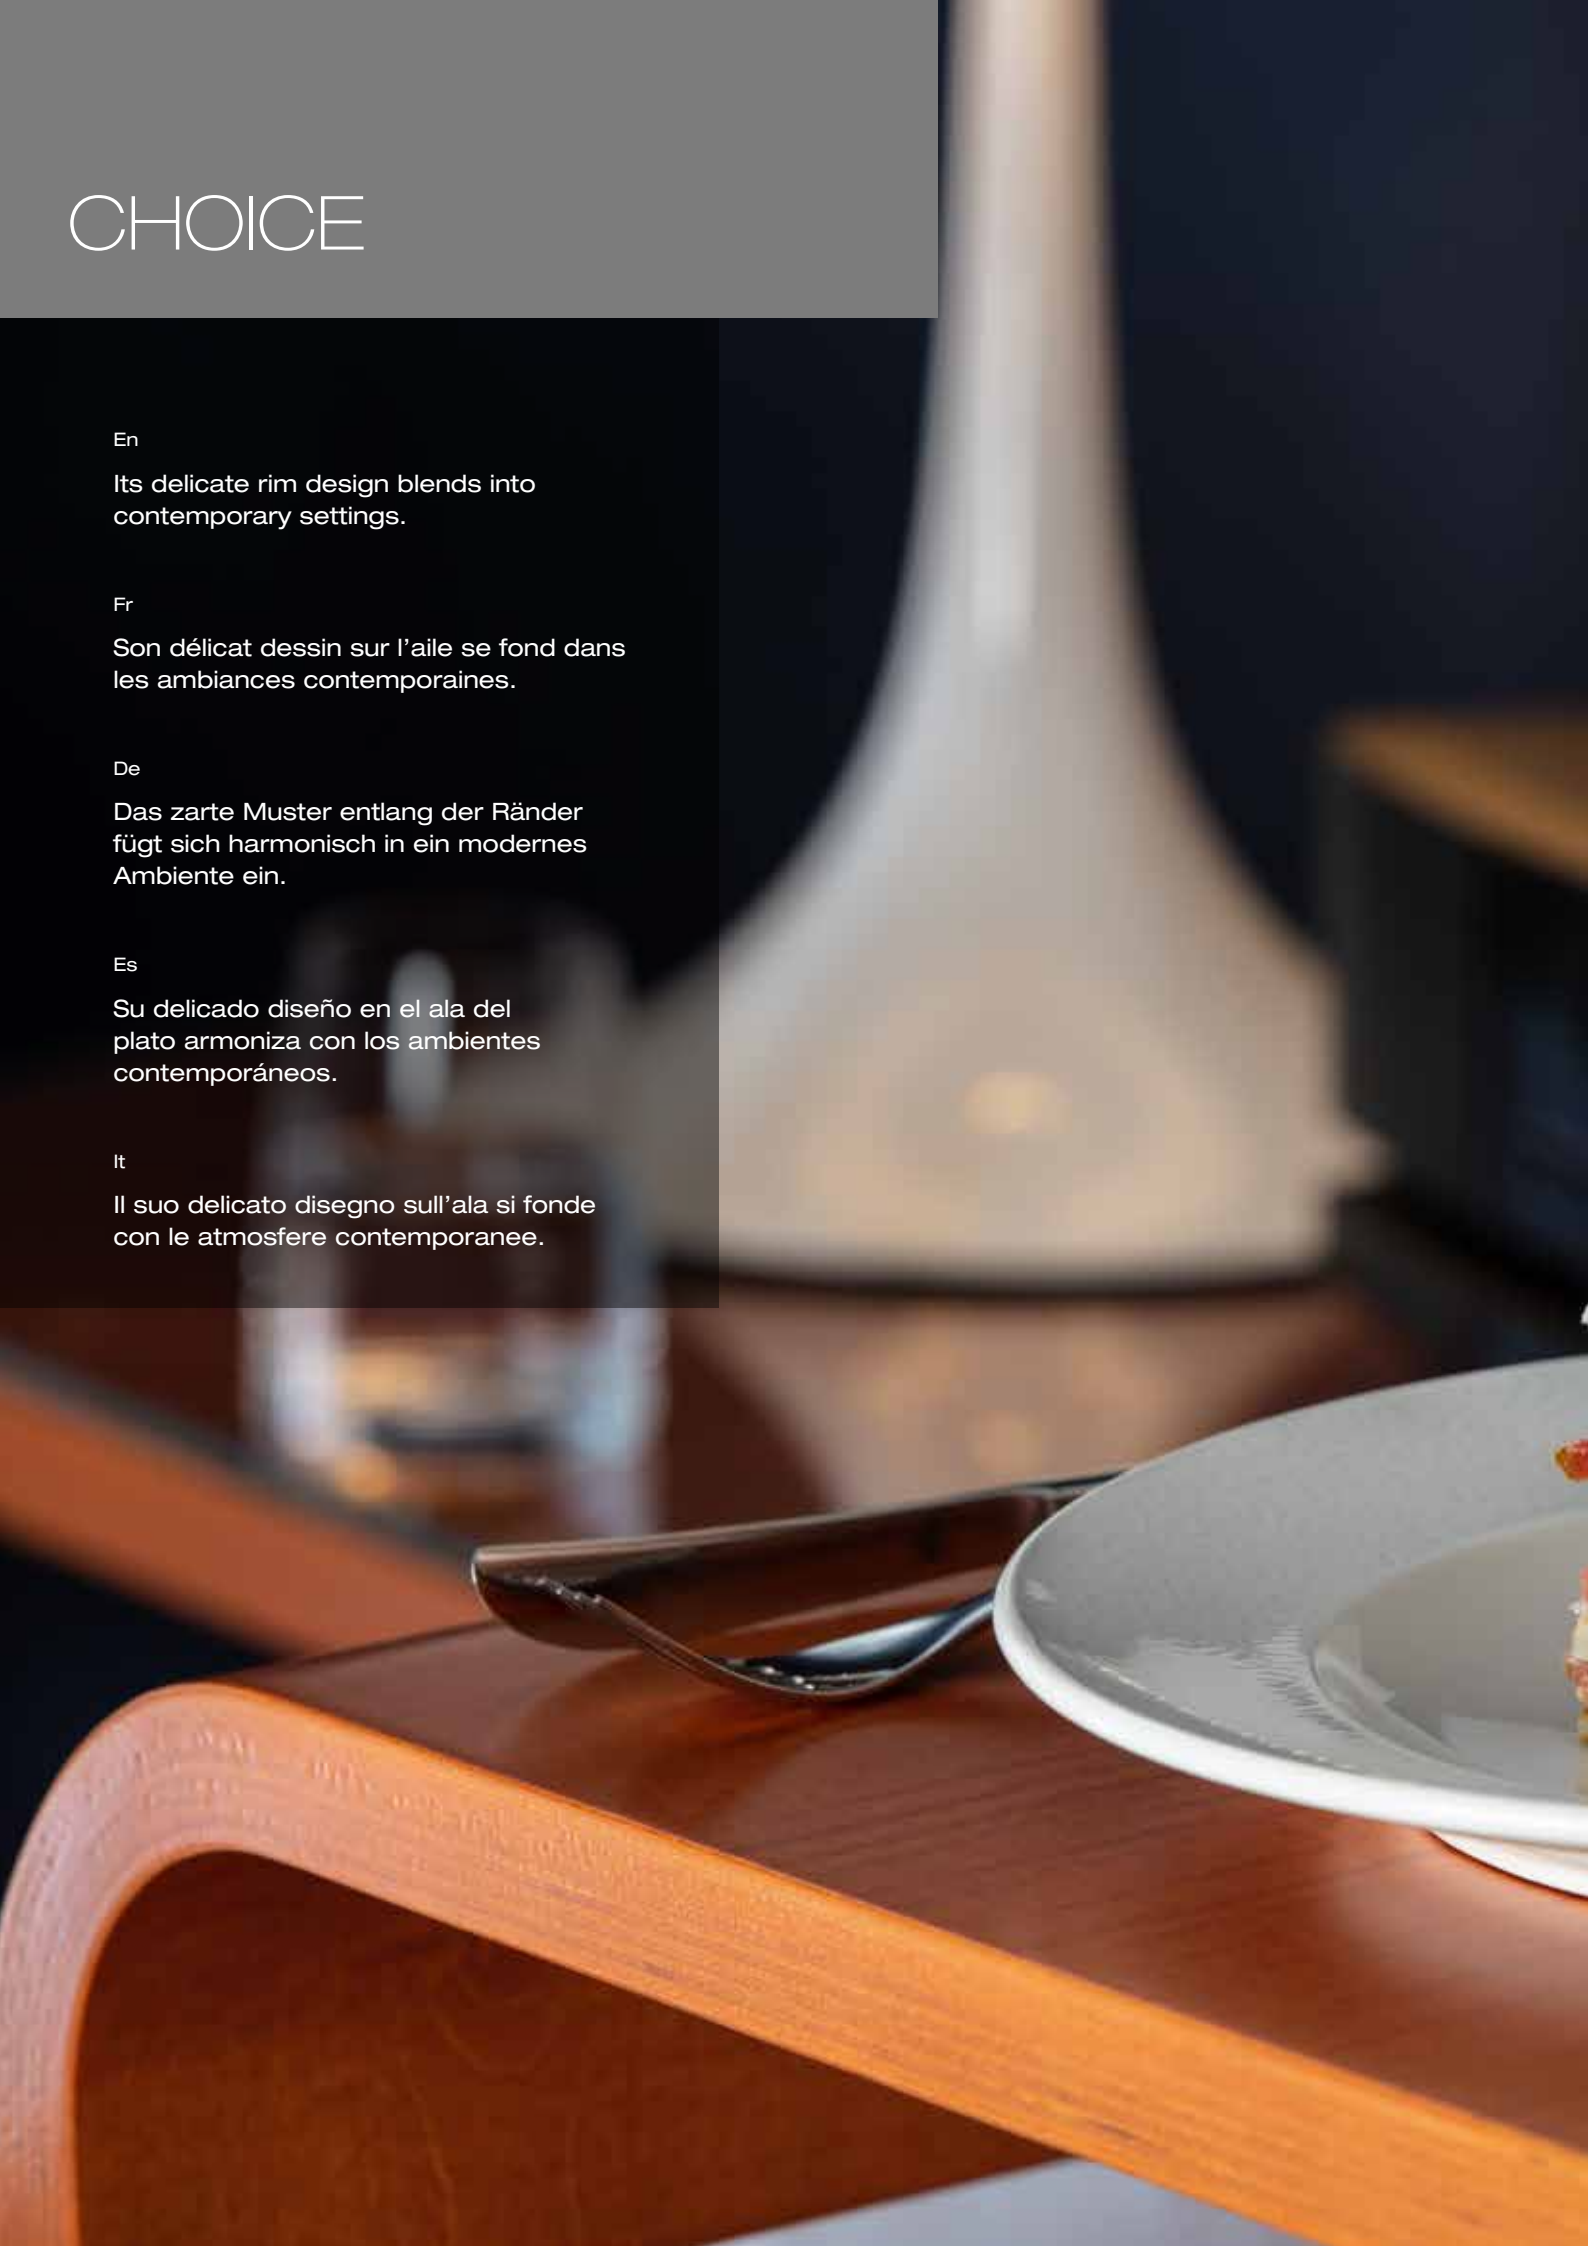 CHOICE
En
Its delicate rim design blends into
contemporary settings.
Fr
Son délicat dessin sur l’aile se fond dans
les ambiances contemporaines.
De
Das zarte Muster entlang der Ränder
fügt sich harmonisch in ein modernes
Ambiente ein.
Es
Su delicado diseño en el ala del
plato armoniza con los ambientes
contemporáneos.
It
Il suo delicato disegno sull’ala si fonde
con le atmosfere contemporanee.